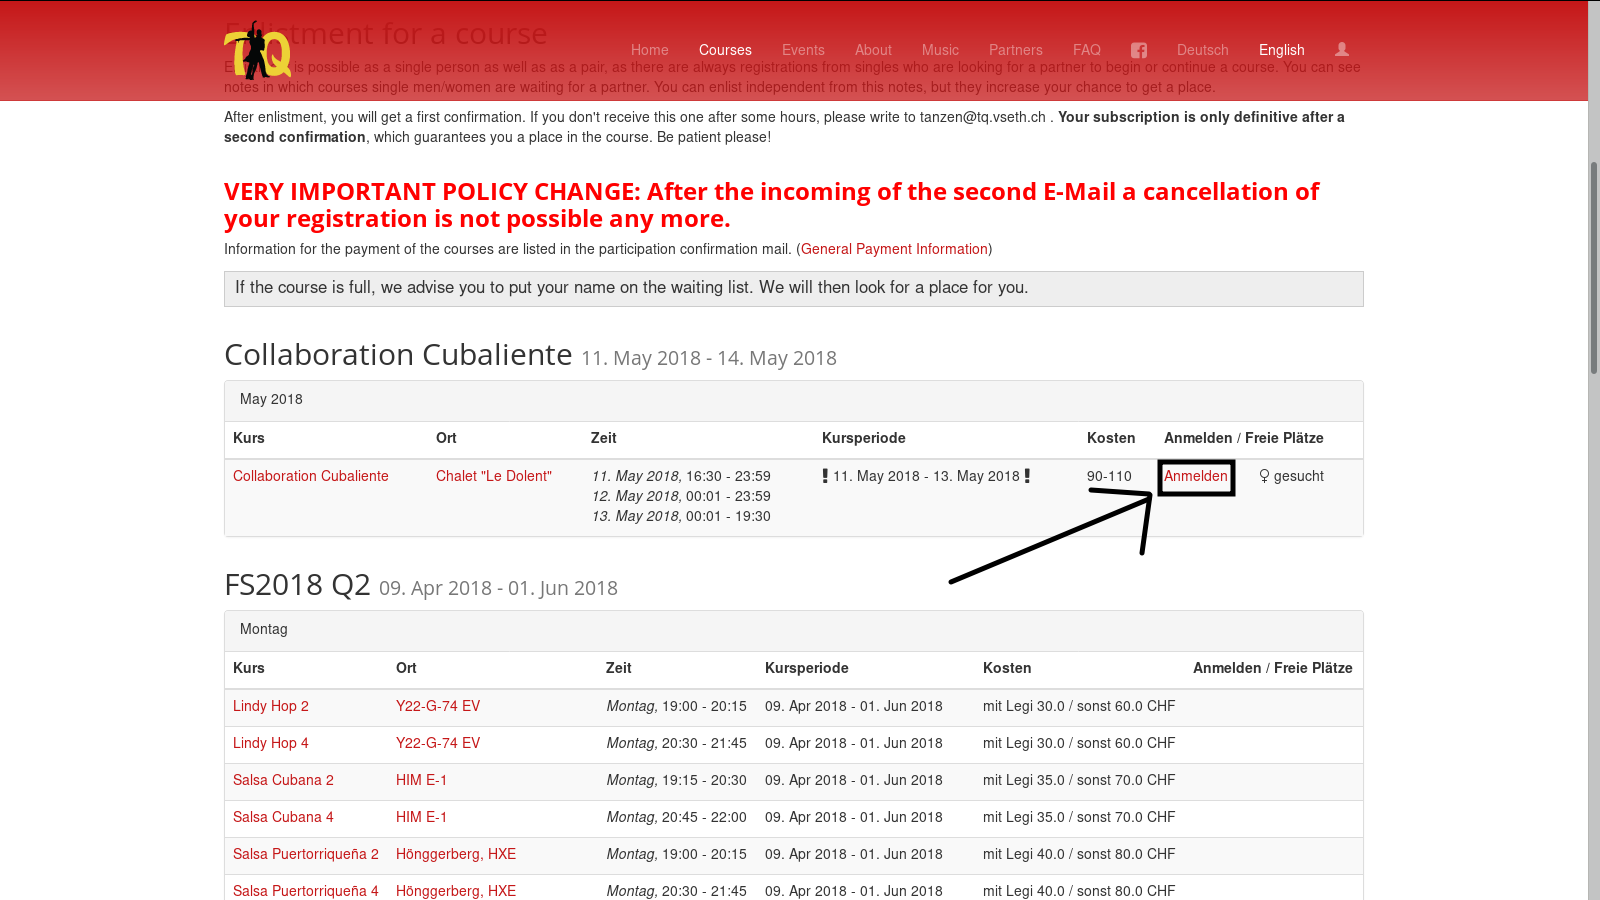 Enlistment for a course
TQ
Home Courses Events About Music Partners FAQ Deutsch English
is possible as a single person as well as as a pair, as there are always registrations from singles who are looking for a partner to begin or continue a course. You can see
notes in which courses single men/women are waiting for a partner. You can enlist independent from this notes, but they increase your chance to get a place.
After enlistment, you will get a first confirmation. If you don't receive this one after some hours, please write to tanzen@tq.vseth.ch . Your subscription is only definitive after a
second confirmation, which guarantees you a place in the course. Be patient please!
VERY IMPORTANT POLICY CHANGE: After the incoming of the second E-Mail a cancellation of
your registration is not possible any more.
Information for the payment of the courses are listed in the participation confirmation mail. (General Payment Information)
If the course is full, we advise you to put your name on the waiting list. We will then look for a place for you.
Collaboration Cubaliente 11. May 2018 - 14. May 2018
May 2018
Kurs Ort Zeit Kursperiode Kosten Anmelden / Freie Plätze
Collaboration Cubaliente Chalet "Le Dolent" 11. May 2018, 16:30 - 23:59 ! 11. May 2018 - 13. May 2018 ! 90-110 Anmelden ♀ gesucht
12. May 2018, 00:01 - 23:59
13. May 2018, 00:01 - 19:30
FS2018 Q2 09. Apr 2018 - 01. Jun 2018
Montag
Kurs Ort Zeit Kursperiode Kosten Anmelden / Freie Plätze
Lindy Hop 2 Y22-G-74 EV Montag, 19:00 - 20:15 09. Apr 2018 - 01. Jun 2018 mit Legi 30.0 / sonst 60.0 CHF
Lindy Hop 4 Y22-G-74 EV Montag, 20:30 - 21:45 09. Apr 2018 - 01. Jun 2018 mit Legi 30.0 / sonst 60.0 CHF
Salsa Cubana 2 HIM E-1 Montag, 19:15 - 20:30 09. Apr 2018 - 01. Jun 2018 mit Legi 35.0 / sonst 70.0 CHF
Salsa Cubana 4 HIM E-1 Montag, 20:45 - 22:00 09. Apr 2018 - 01. Jun 2018 mit Legi 35.0 / sonst 70.0 CHF
Salsa Puertorriqueña 2 Hönggerberg, HXE Montag, 19:00 - 20:15 09. Apr 2018 - 01. Jun 2018 mit Legi 40.0 / sonst 80.0 CHF
Salsa Puertorriqueña 4 Hönggerberg, HXE Montag, 20:30 - 21:45 09. Apr 2018 - 01. Jun 2018 mit Legi 40.0 / sonst 80.0 CHF